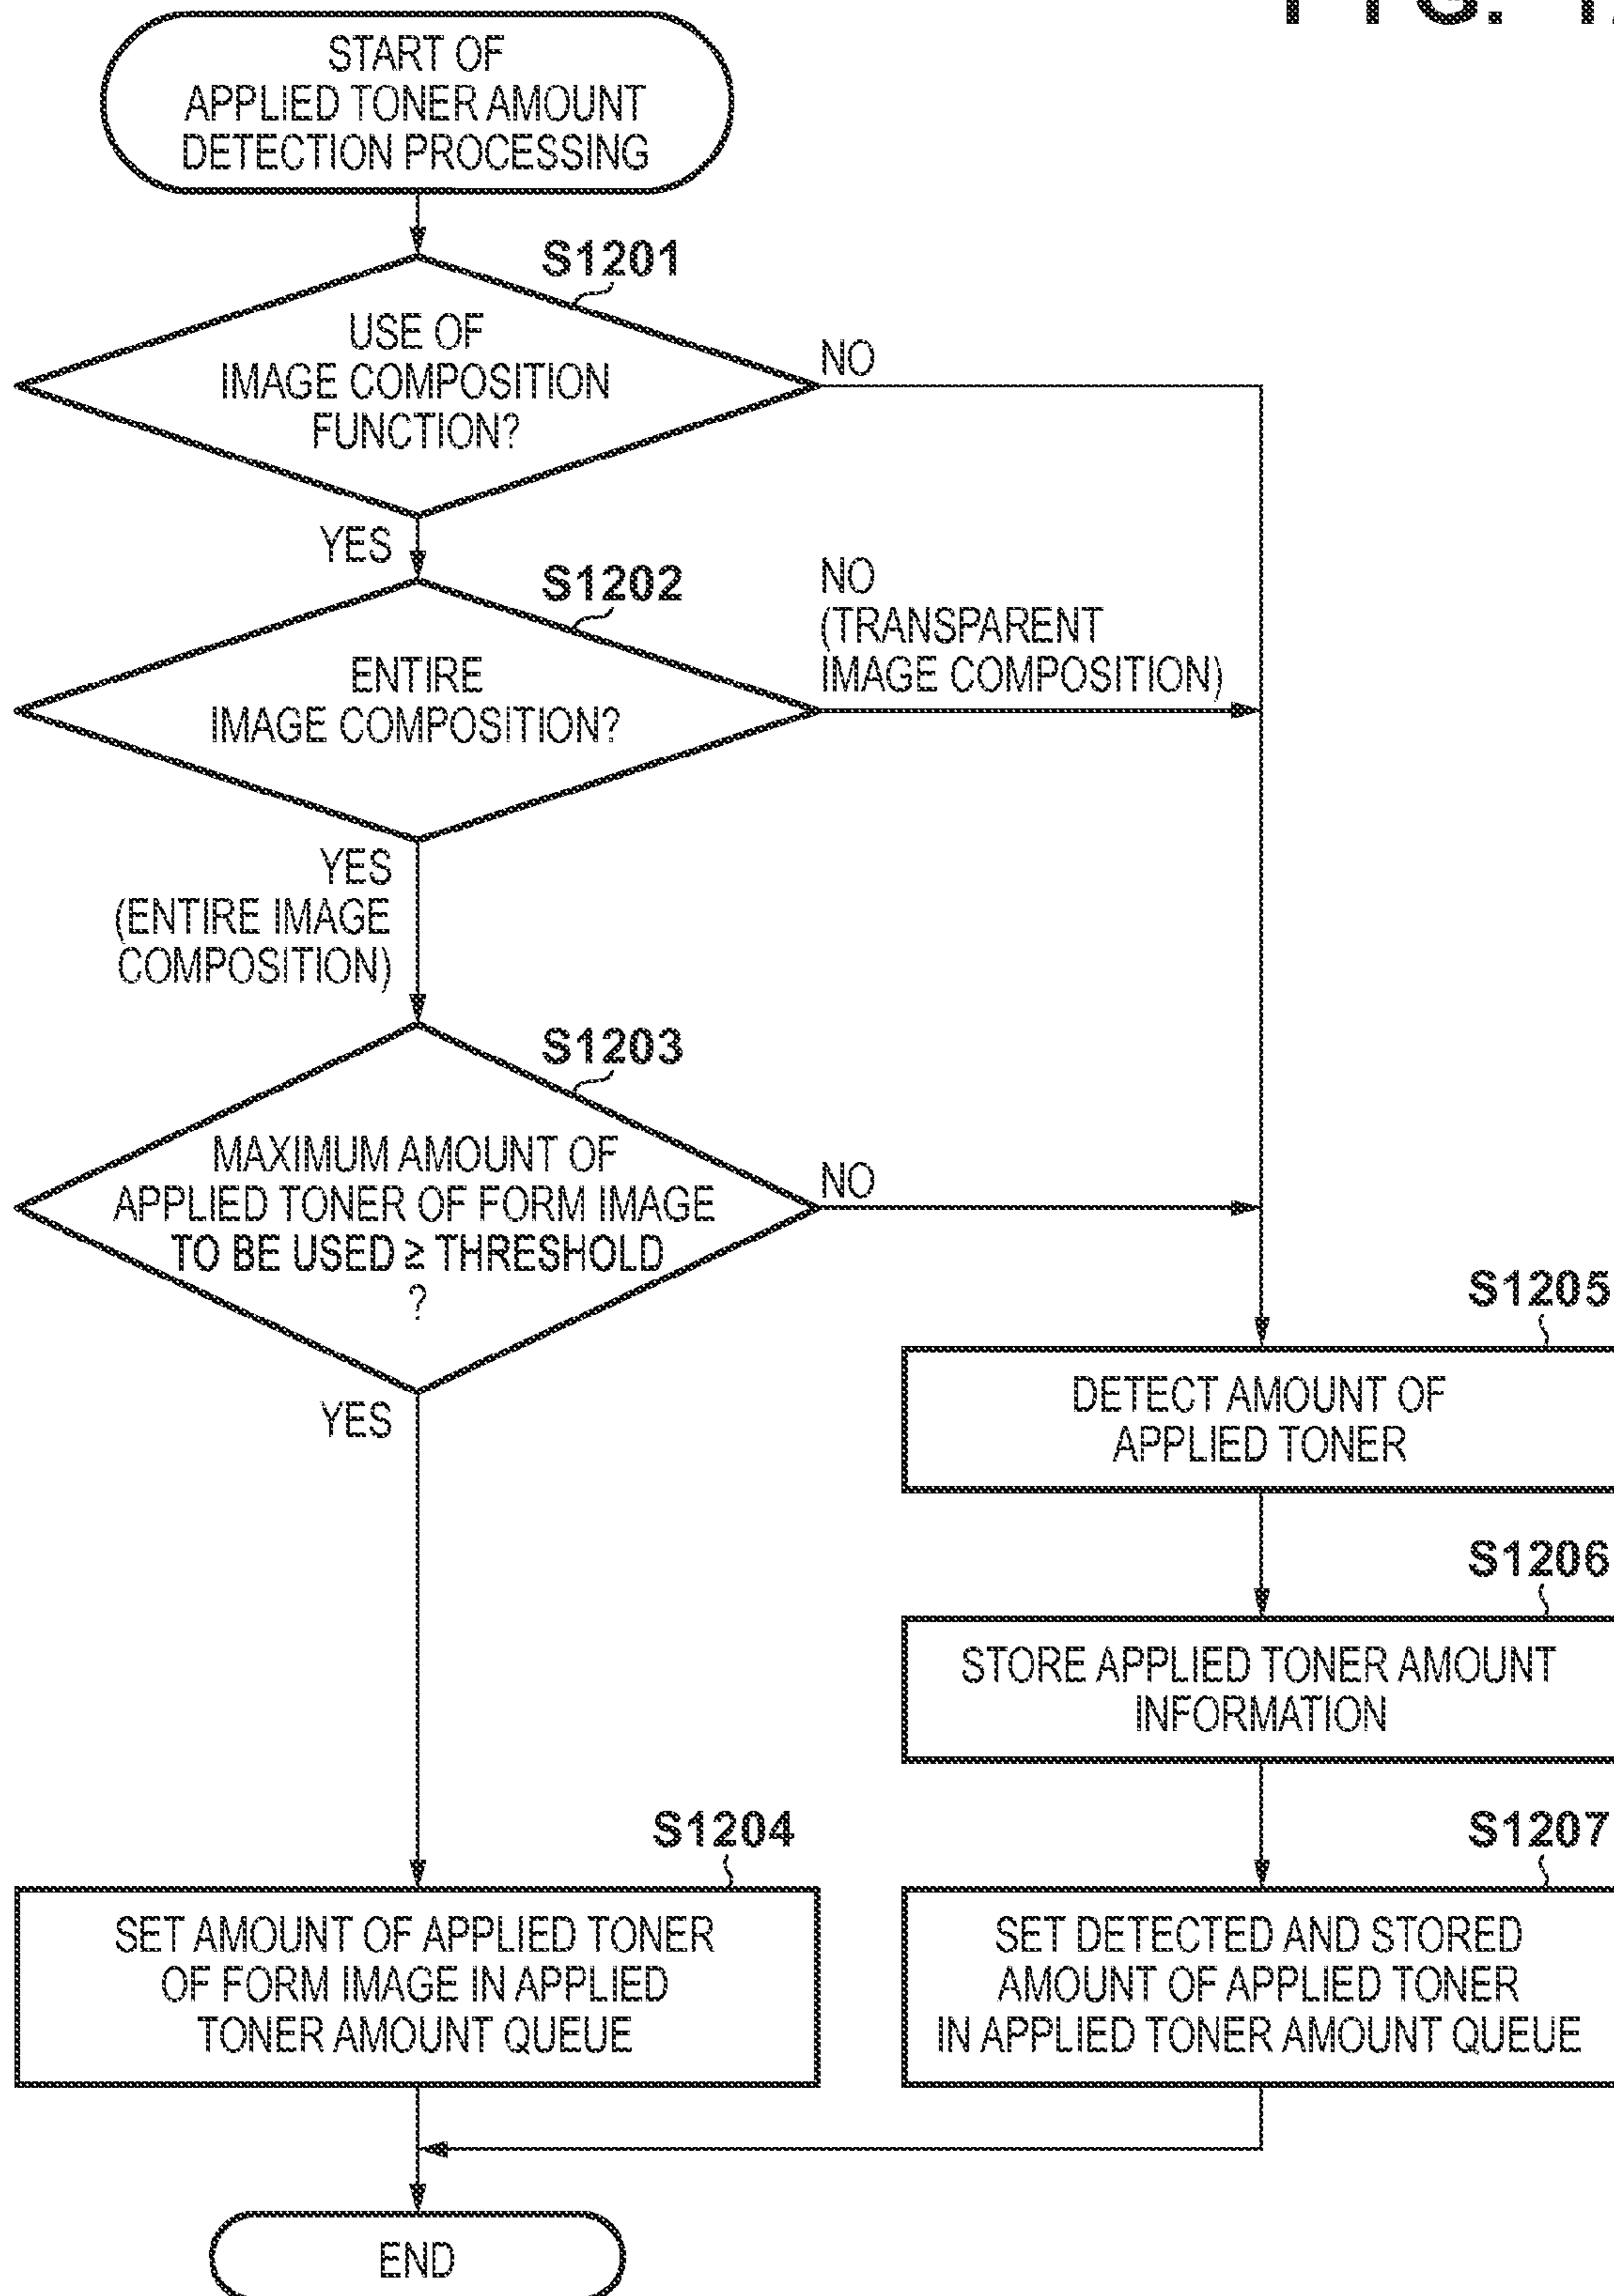 FIG.
START OF
APPLIED TONER AMOUNT
DETECTION PROCESSING
S1201
USE OF
IMAGE COMPOSITION
FUNCTION?
NO
YES
S1202
NO
(TRANSPARENT
IMAGE COMPOSITION)
ENTIRE
IMAGE COMPOSITION?
YES
(ENTIRE IMAGE
COMPOSITION)
S1203
MAXIMUM AMOUNT OF
APPLIED TONER OF FORM IMAGE
TO BE USED ≧ THRESHOLD
?
NO
YES
S1205
DETECT AMOUNT OF
APPLIED TONER
S1206
STORE APPLIED TONER AMOUNT
INFORMATION
S1204
SET AMOUNT OF APPLIED TONER
OF FORM IMAGE IN APPLIED
TONER AMOUNT QUEUE
S1207
SET DETECTED AND STORED
AMOUNT OF APPLIED TONER
IN APPLIED TONER AMOUNT QUEUE
END